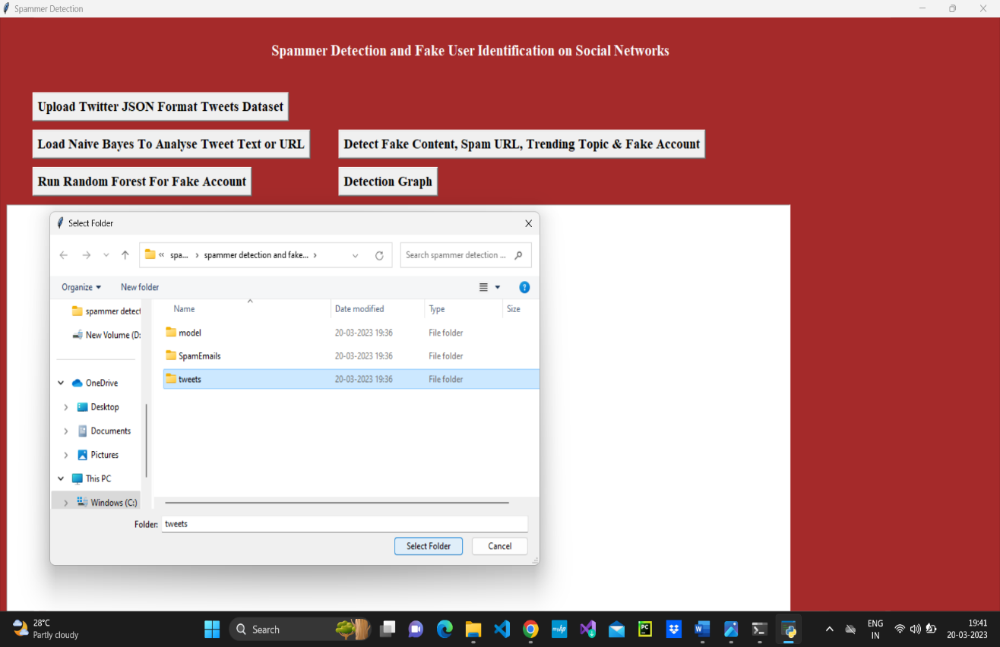 Spammer Detection
Spammer Detection and Fake User Identification on Social Networks
Upload Twitter JSON Format Tweets Dataset
Load Naive Bayes To Analyse Tweet Text or URL
Detect Fake Content, Spam URL, Trending Topic & Fake Account
Run Random Forest For Fake Account
Detection Graph
Select Folder
« spa... › spammer detection and fake... ›
Search spammer detection ...
Organize
New folder
?
Name
Date modified
Type
Size
spammer detect
New Volume (D:
OneDrive
Desktop
Documents
Pictures
This PC
Windows (C:)
model 20-03-2023 19:36 File folder
SpamEmails 20-03-2023 19:36 File folder
tweets 20-03-2023 19:36 File folder
Folder: tweets
Select Folder
Cancel
28°C
Partly cloudy
Search
myhp
PC
W
ENG
IN
19:41
20-03-2023